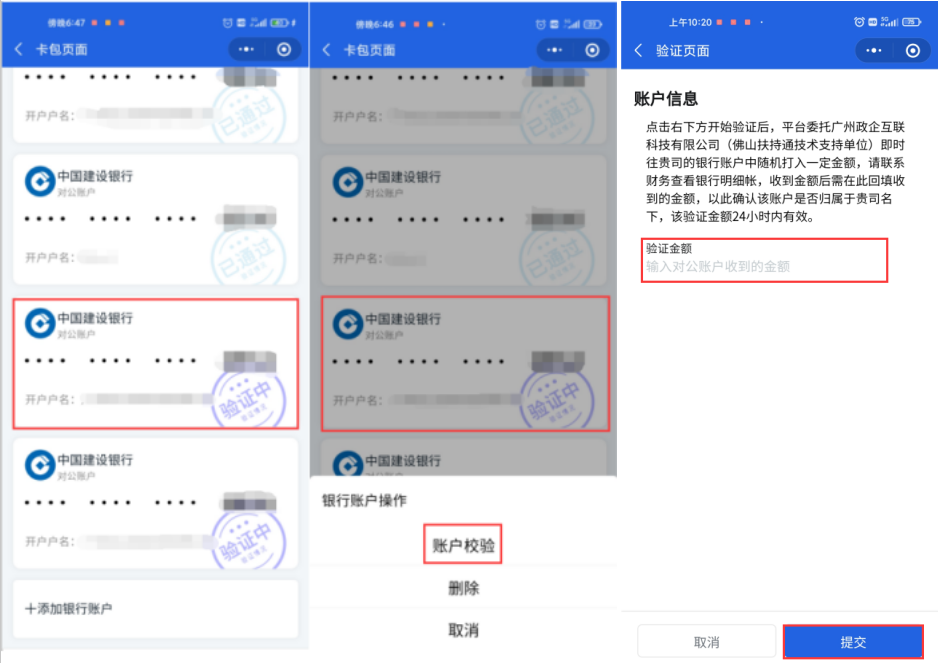 傍晚6:47
卡包页面
开户户名：
已通过
中国建设银行
对公账户
开户户名：
已通过
中国建设银行
对公账户
开户户名：
验证中
中国建设银行
对公账户
开户户名：
验证中
+添加银行账户
傍晚6:46
卡包页面
开户户名：
已通过
中国建设银行
对公账户
开户户名：
已通过
中国建设银行
对公账户
开户户名：
验证中
中国建设银行
银行账户操作
账户校验
删除
取消
上午10:20
验证页面
账户信息
点击右下方开始验证后，平台委托广州政企互联
科技有限公司（佛山扶持通技术支持单位）即时
往贵司的银行账户中随机打入一定金额，请联系
财务查看银行明细帐，收到金额后需在此回填收
到的金额，以此确认该账户是否归属于贵司名
下，该验证金额24小时内有效。
验证金额
输入对公账户收到的金额
取消
提交